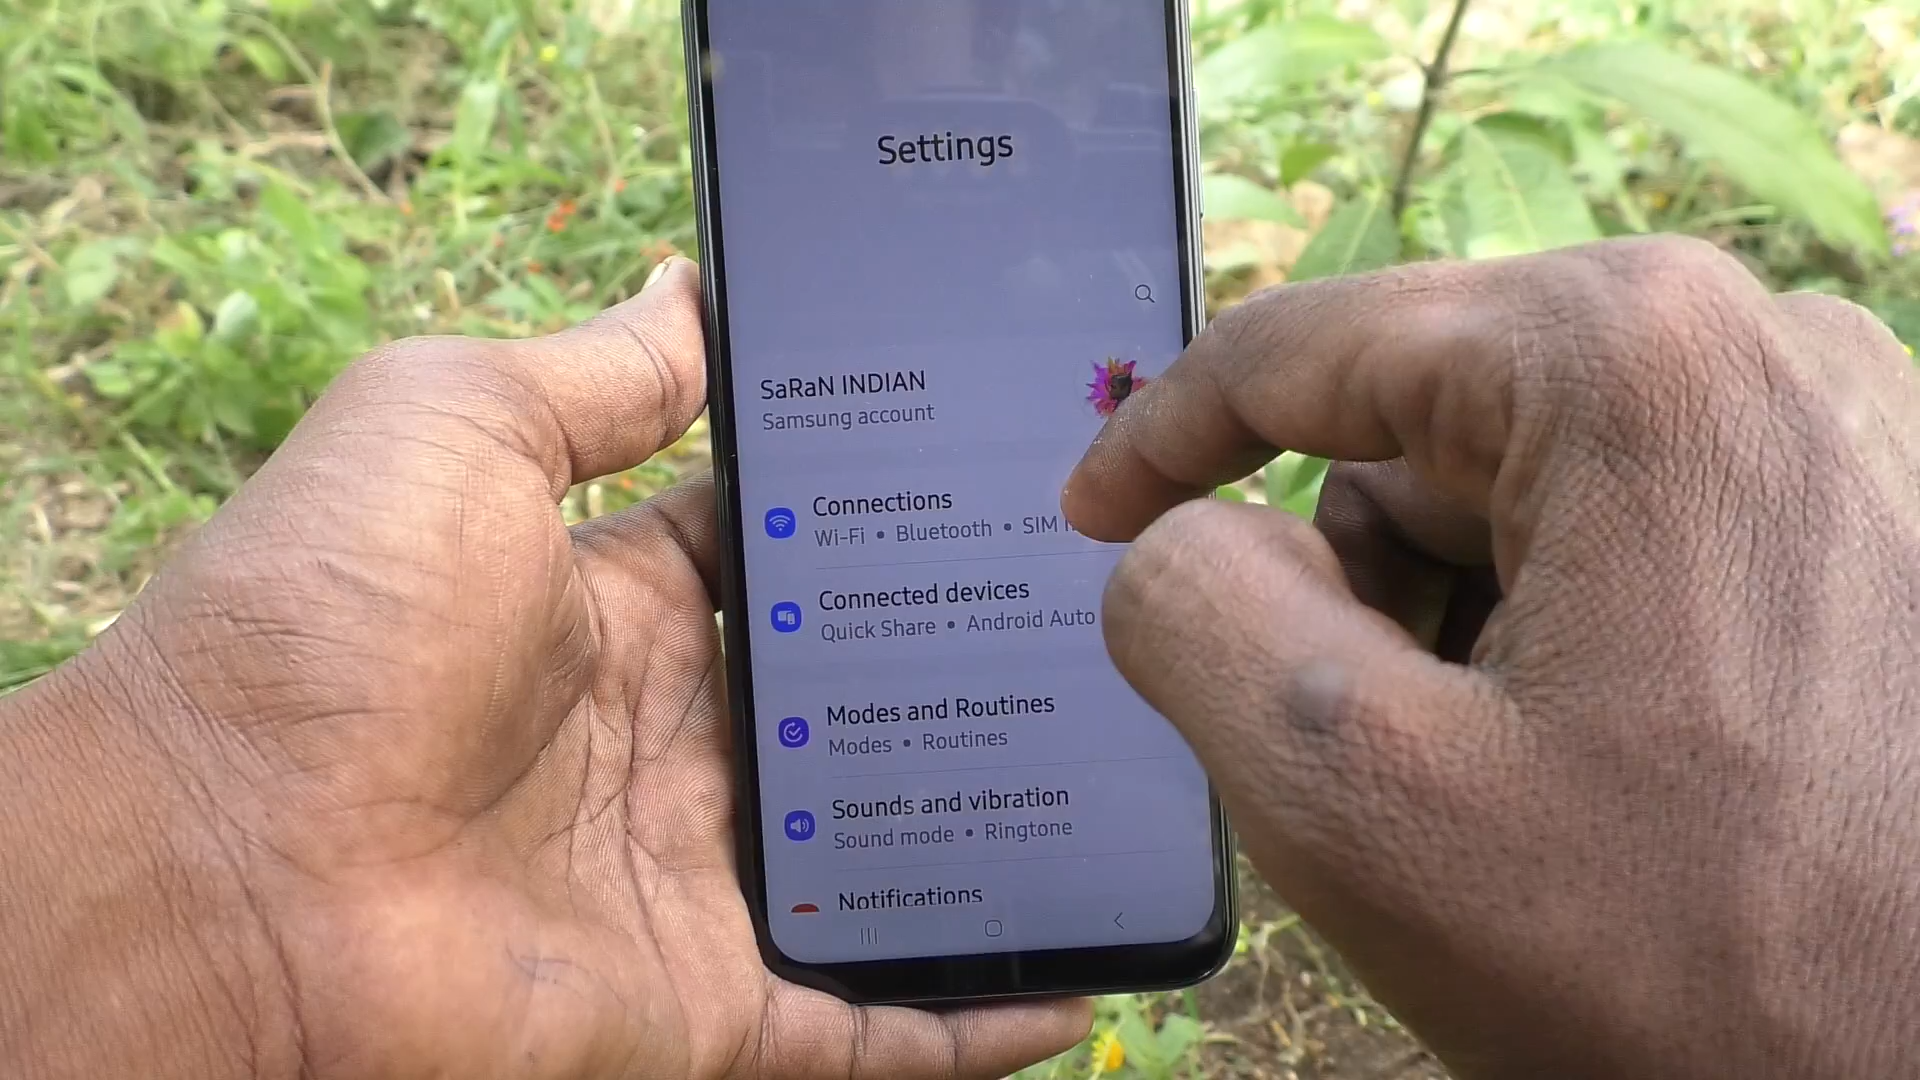 Settings
SaRaN INDIAN
Samsung account
Connections
Wi-Fi • Bluetooth • SIM
Connected devices
Quick Share • Android Auto
Modes and Routines
Modes • Routines
Sounds and vibration
Sound mode • Ringtone
Notifications